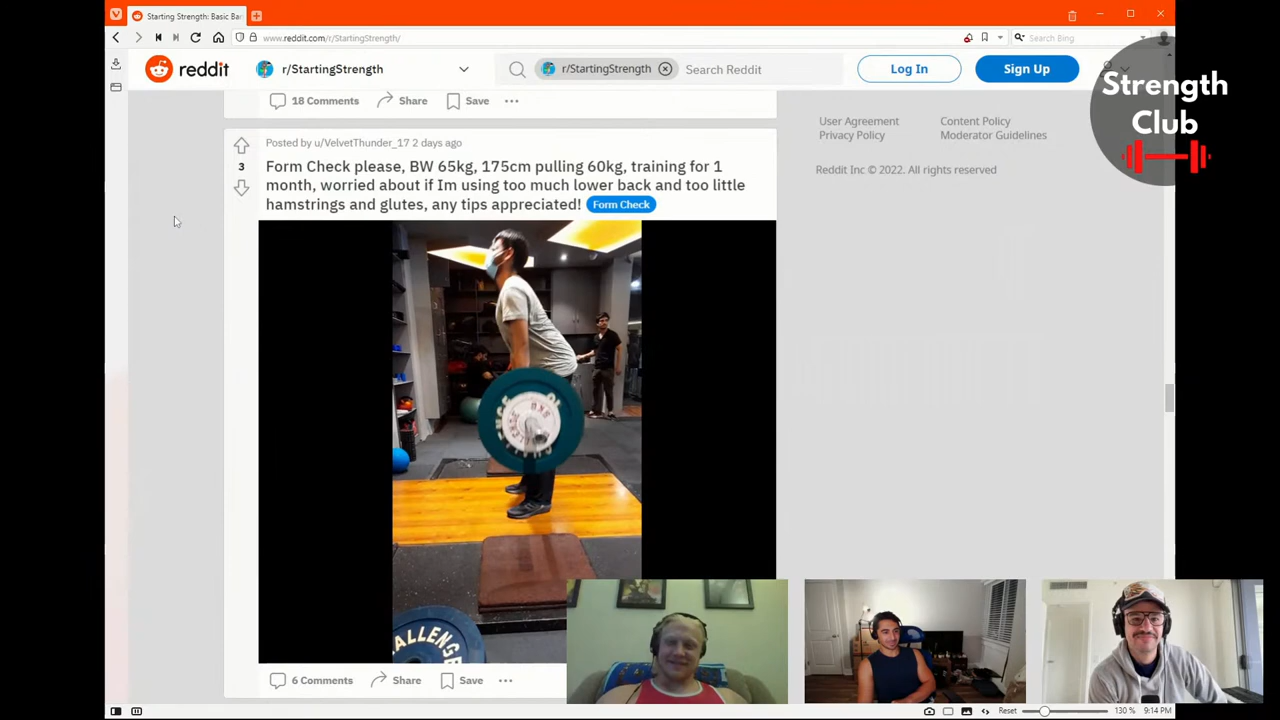 Starting Strength: Basic Bar
www.reddit.com/r/StartingStrength/
Search Bing
reddit
r/StartingStrength
r/StartingStrength
Search Reddit
Log In
Sign Up
Strength
Club
18 Comments
Share
Save
User Agreement
Content Policy
Privacy Policy
Moderator Guidelines
Reddit Inc © 2022. All rights reserved
Posted by u/VelvetThunder_17 2 days ago
3
Form Check please, BW 65kg, 175cm pulling 60kg, training for 1
month, worried about if Im using too much lower back and too little
hamstrings and glutes, any tips appreciated! Form Check
CHALLENGE
6 Comments
Share
Save
Reset
130 %
9:14 PM